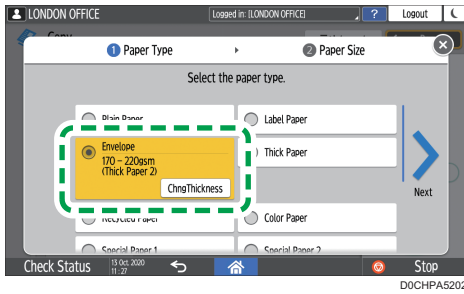 LONDON OFFICE
Logged in: [LONDON OFFICE]
?
Logout
Copy
1 Paper Type
2 Paper Size
Select the paper type.
Plain Paper
Label Paper
Envelope
170 – 220gsm
(Thick Paper 2)
ChngThickness
Thick Paper
Next
Recycled Paper
Color Paper
Special Paper 1
Special Paper 2
Check Status
13 Oct. 2020
11 : 27
Stop
D0CHPA5202